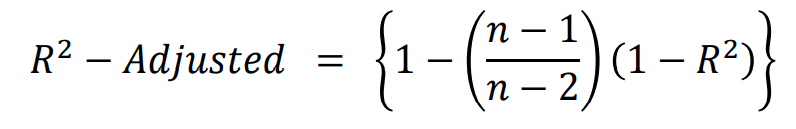 R² − Adjusted = {1 − ((n − 1)/(n − 2)) (1 − R²)}